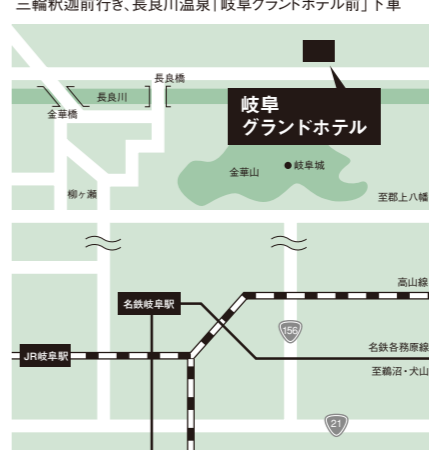 三輪釈迦前行き、長良川温泉「岐阜グランドホテル前」下車
長良橋
長良川
金華橋
岐阜
グランドホテル
金華山
●岐阜城
柳ヶ瀬
至郡上八幡
高山線
名鉄岐阜駅
156
名鉄各務原線
JR岐阜駅
至鵜沼・犬山
21